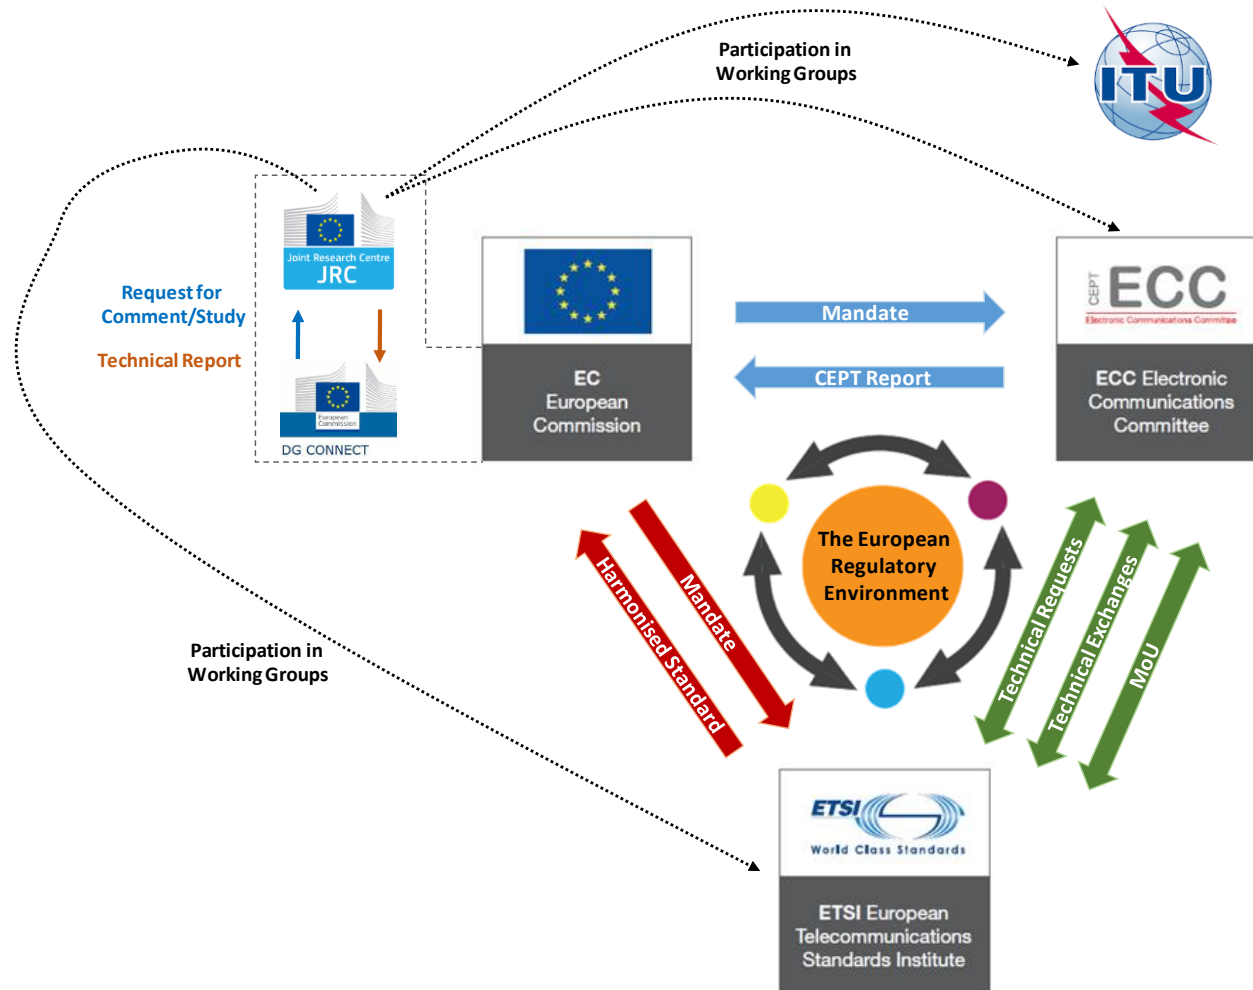 Participation in
Working Groups
ITU
Joint Research Centre
JRC
Request for
Comment/Study
Technical Report
European
Commission
DG CONNECT
EC
European
Commission
Mandate
CEPT Report
CEPT
ECC
Electronic Communications Committee
ECC Electronic
Communications
Committee
The European
Regulatory
Environment
Harmonised Standard
Mandate
Technical Requests
Technical Exchanges
MoU
Participation in
Working Groups
ETSI
World Class Standards
ETSI European
Telecommunications
Standards Institute